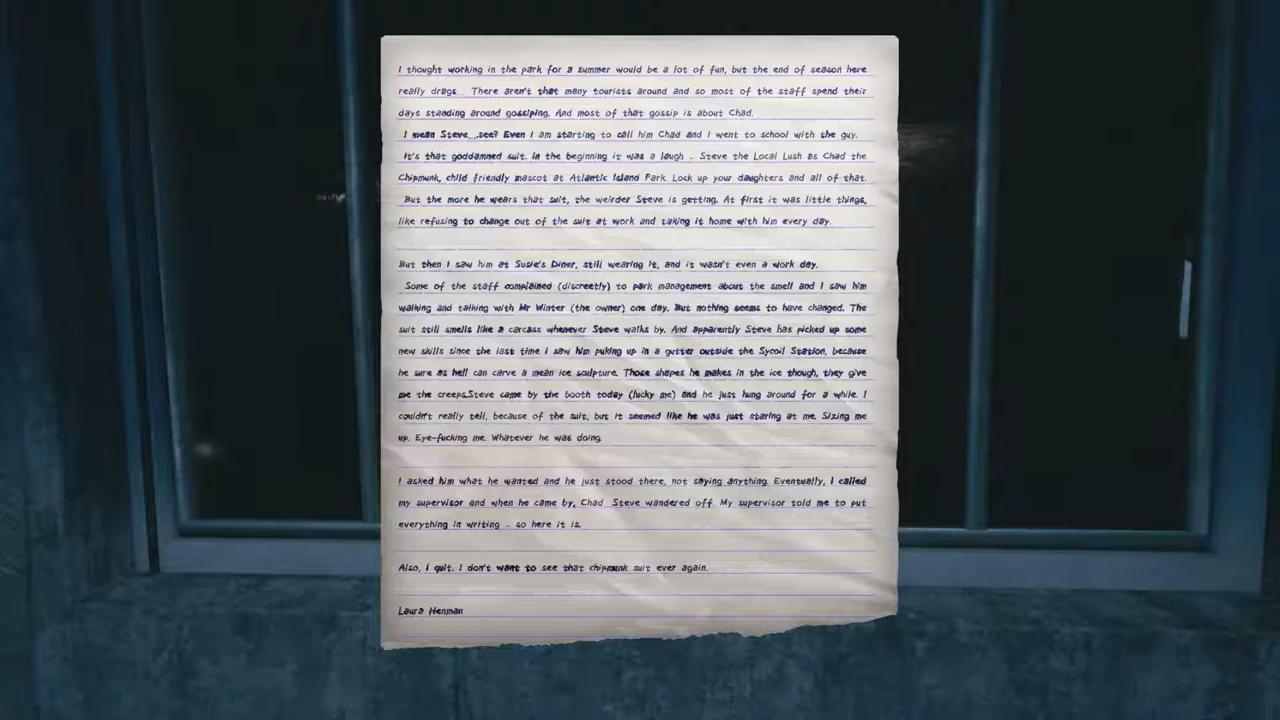 I thought working in the park for a summer would be a lot of fun, but the end of season here
really drags... There aren't that many tourists around and so most of the staff spend their
days standing around gossiping. And most of that gossip is about Chad.
I mean Steve...see? Even I am starting to call him Chad and I went to school with the guy.
It's that goddamned suit. In the beginning it was a laugh - Steve the Local Lush as Chad the
Chipmunk, child friendly mascot at Atlantic Island Park. Lock up your daughters and all of that.
But the more he wears that suit, the weirder Steve is getting. At first it was little things,
like refusing to change out of the suit at work and taking it home with him every day.
But then I saw him at Susie's Diner, still wearing it, and it wasn't even a work day.
Some of the staff complained (discreetly) to park management about the smell and I saw him
walking and talking with Mr Winter (the owner) one day. But nothing seems to have changed. The
suit still smells like a carcass whenever Steve walks by. And apparently Steve has picked up some
new skills since the last time I saw him puking up in a gutter outside the Sycoil Station, because
he sure as hell can carve a mean ice sculpture. Those shapes he makes in the ice though, they give
me the creeps.Steve came by the booth today (lucky me) and he just hung around for a while. I
couldn't really tell, because of the suit, but it seemed like he was just staring at me. Sizing me
up. Eye-fucking me. Whatever he was doing.
I asked him what he wanted and he just stood there, not saying anything. Eventually, I called
my supervisor and when he came by, Chad Steve wandered off. My supervisor told me to put
everything in writing - so here it is.
Also, I quit. I don't want to see that chipmunk suit ever again.
Laura Henman